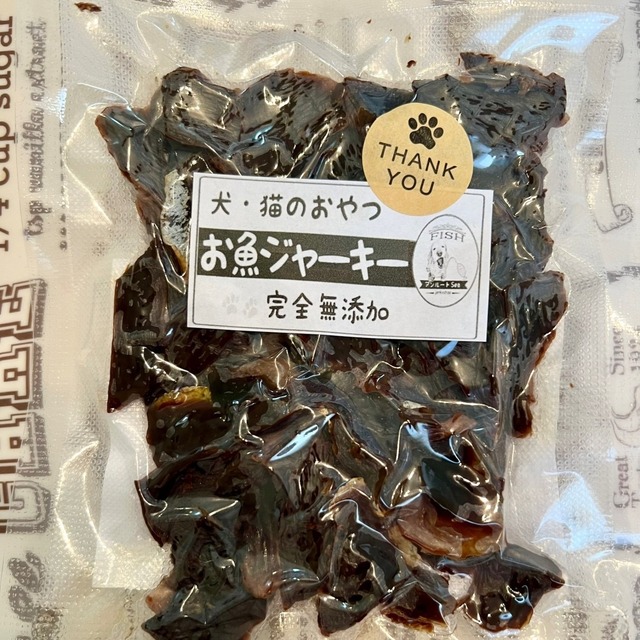 THANK
YOU
犬・猫のおやつ
お魚ジャーキー
FISH
完全無添加
1/4 cup sugar
Since
Great